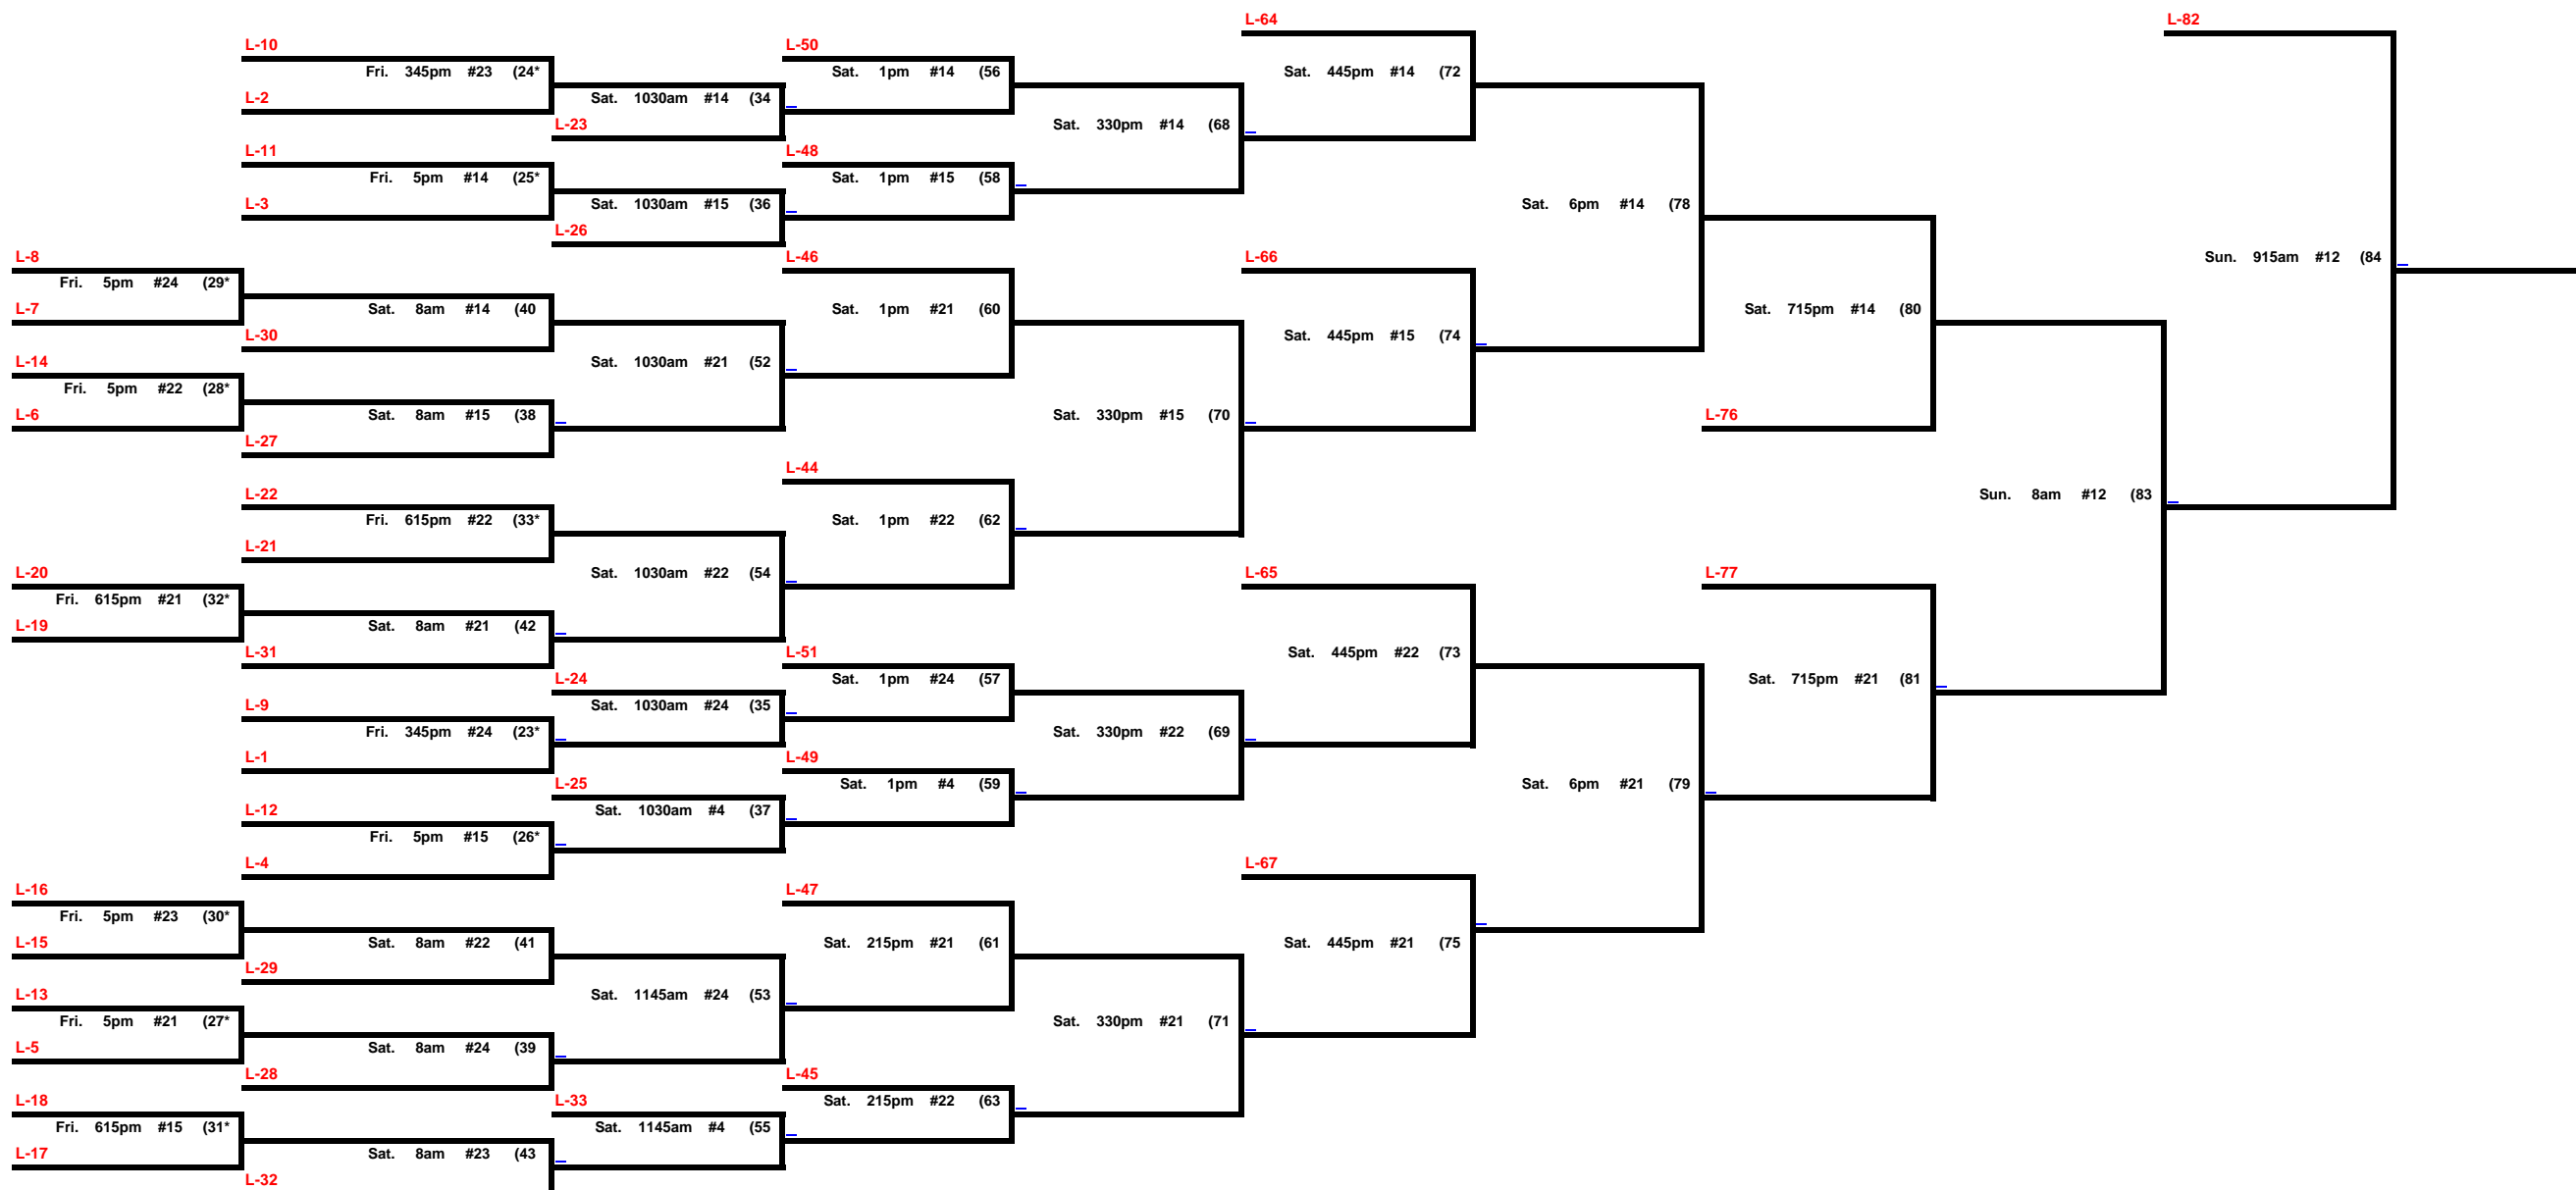 L-64
L-82
L-10
L-50
Fri. 345pm #23 (24*
Sat. 1pm #14 (56
Sat. 445pm #14 (72
L-2
Sat. 1030am #14 (34
L-23
Sat. 330pm #14 (68
L-11
L-48
Fri. 5pm #14 (25*
Sat. 1pm #15 (58
L-3
Sat. 1030am #15 (36
Sat. 6pm #14 (78
L-26
L-8
L-46
L-66
Sun. 915am #12 (84
Fri. 5pm #24 (29*
L-7
Sat. 8am #14 (40
Sat. 1pm #21 (60
Sat. 715pm #14 (80
L-30
Sat. 445pm #15 (74
L-14
Sat. 1030am #21 (52
Fri. 5pm #22 (28*
L-6
Sat. 8am #15 (38
Sat. 330pm #15 (70
L-76
L-27
L-44
L-22
Sun. 8am #12 (83
Fri. 615pm #22 (33*
Sat. 1pm #22 (62
L-21
L-20
Sat. 1030am #22 (54
L-65
L-77
Fri. 615pm #21 (32*
L-19
Sat. 8am #21 (42
L-31
L-51
Sat. 445pm #22 (73
L-24
Sat. 1pm #24 (57
Sat. 715pm #21 (81
L-9
Sat. 1030am #24 (35
Fri. 345pm #24 (23*
Sat. 330pm #22 (69
L-1
L-49
L-25
Sat. 1pm #4 (59
Sat. 6pm #21 (79
L-12
Sat. 1030am #4 (37
Fri. 5pm #15 (26*
L-4
L-67
L-16
L-47
Fri. 5pm #23 (30*
L-15
Sat. 8am #22 (41
Sat. 215pm #21 (61
Sat. 445pm #21 (75
L-29
L-13
Sat. 1145am #24 (53
Fri. 5pm #21 (27*
Sat. 330pm #21 (71
L-5
Sat. 8am #24 (39
L-28
L-45
L-18
L-33
Sat. 215pm #22 (63
Fri. 615pm #15 (31*
Sat. 1145am #4 (55
L-17
Sat. 8am #23 (43
L-32